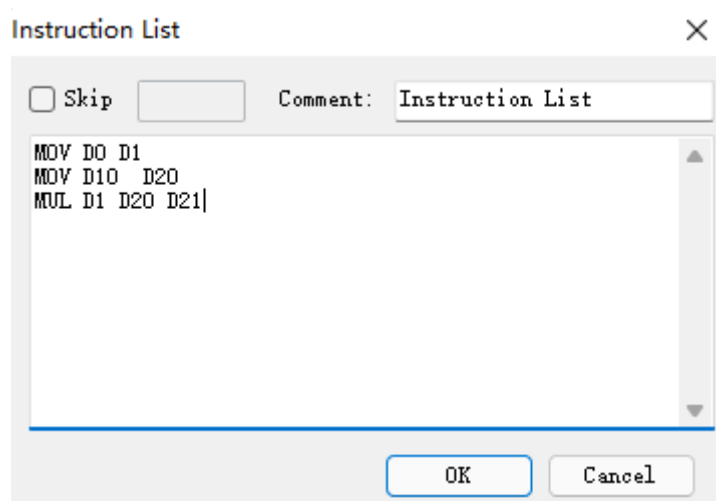 Instruction List
Skip Comment: Instruction List
MOV D0 D1
MOV D10  D20
MUL D1 D20 D21
OK Cancel